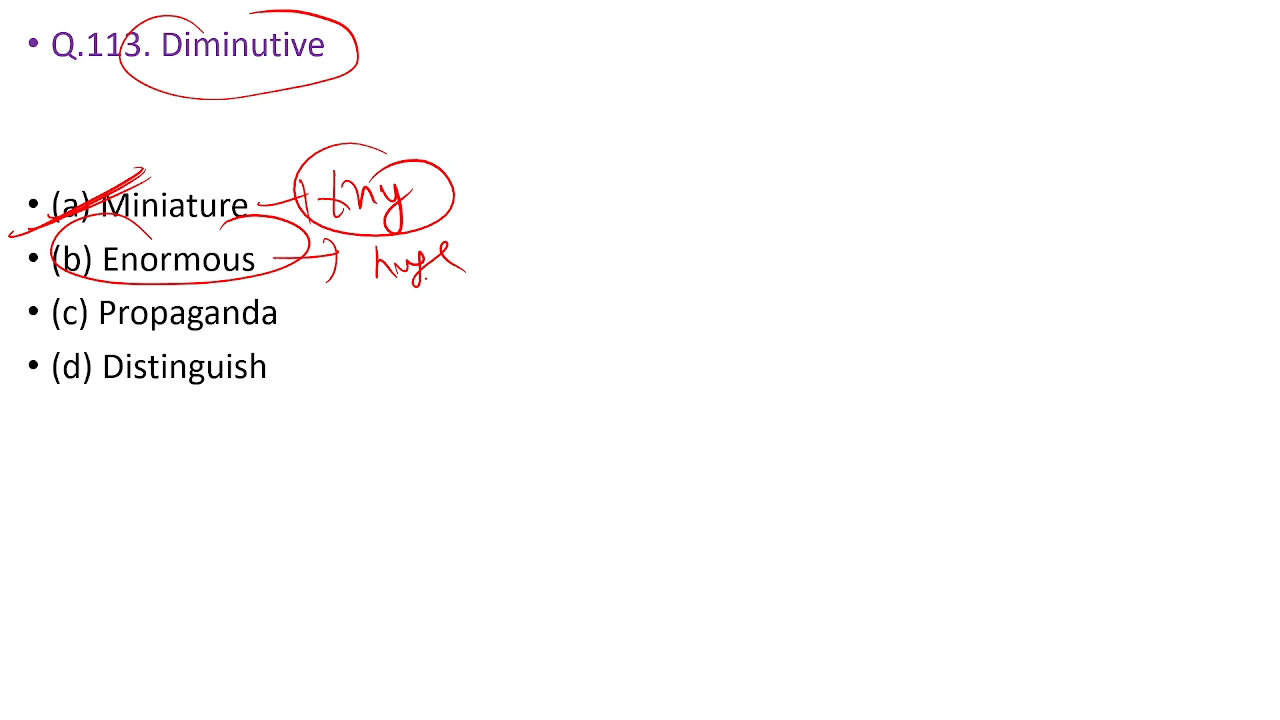 • Q.113. Diminutive
• (a) Miniature → tiny
• (b) Enormous → huge
• (c) Propaganda
• (d) Distinguish